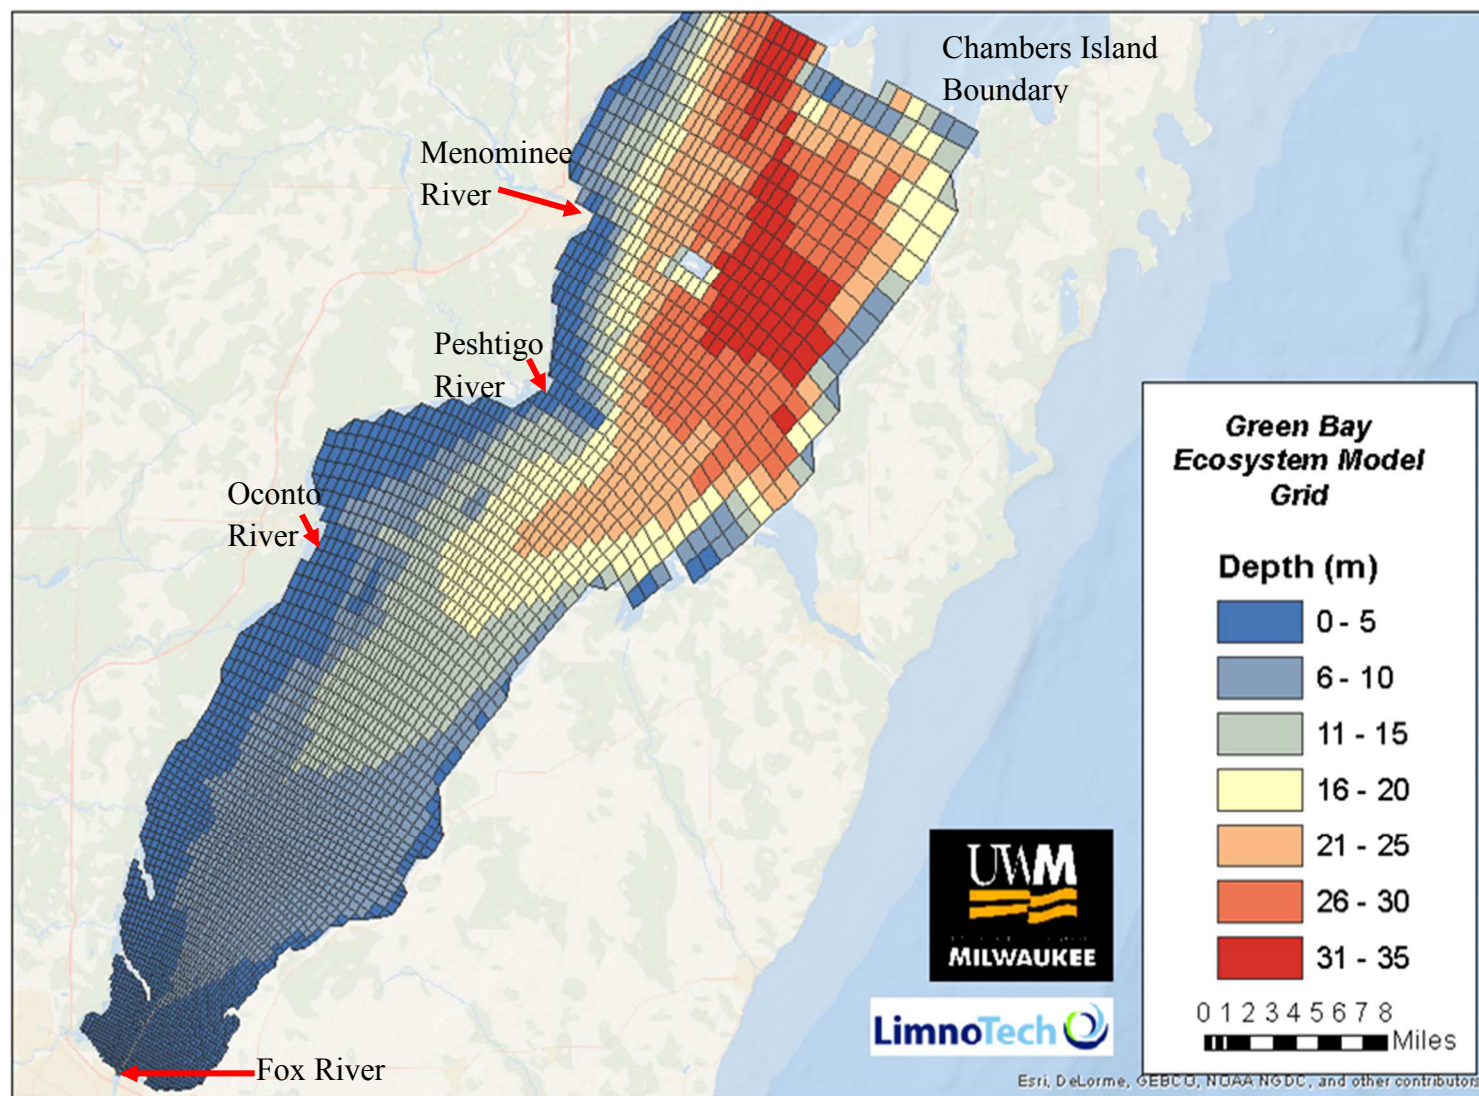 Chambers Island
Boundary
Menominee
River
Peshtigo
River
Oconto
River
Fox River
Green Bay
Ecosystem Model
Grid
Depth (m)
0 - 5
6 - 10
11 - 15
16 - 20
21 - 25
26 - 30
31 - 35
0 1 2 3 4 5 6 7 8
Miles
UWM
MILWAUKEE
LimnoTech
Esri, DeLorme, GEBCO, NOAA NGDC, and other contributors